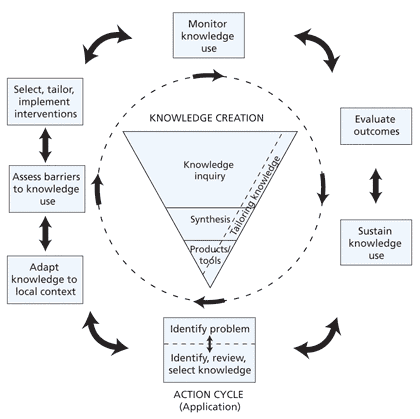 Monitor
knowledge
use
Select, tailor,
implement
interventions
Evaluate
outcomes
KNOWLEDGE CREATION
Knowledge
inquiry
Tailoring knowledge
Assess barriers
to knowledge
use
Synthesis
Sustain
knowledge
use
Products/
tools
Adapt
knowledge to
local context
Identify problem
Identify, review,
select knowledge
ACTION CYCLE
(Application)